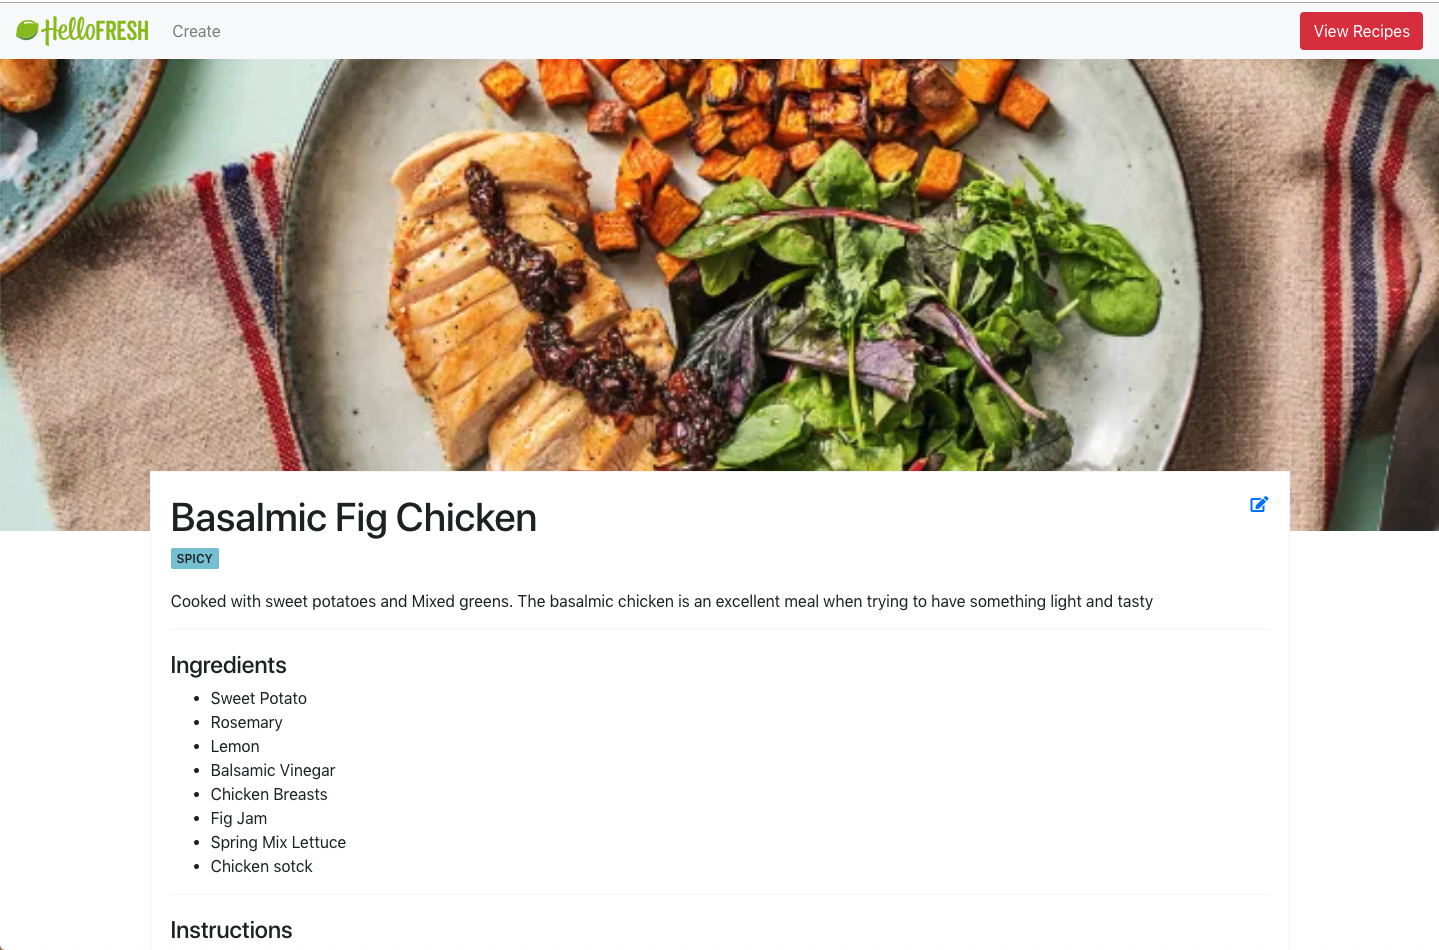 HelloFRESH
Create
View Recipes
Basalmic Fig Chicken
SPICY
Cooked with sweet potatoes and Mixed greens. The basalmic chicken is an excellent meal when trying to have something light and tasty
Ingredients
Sweet Potato
Rosemary
Lemon
Balsamic Vinegar
Chicken Breasts
Fig Jam
Spring Mix Lettuce
Chicken sotck
Instructions